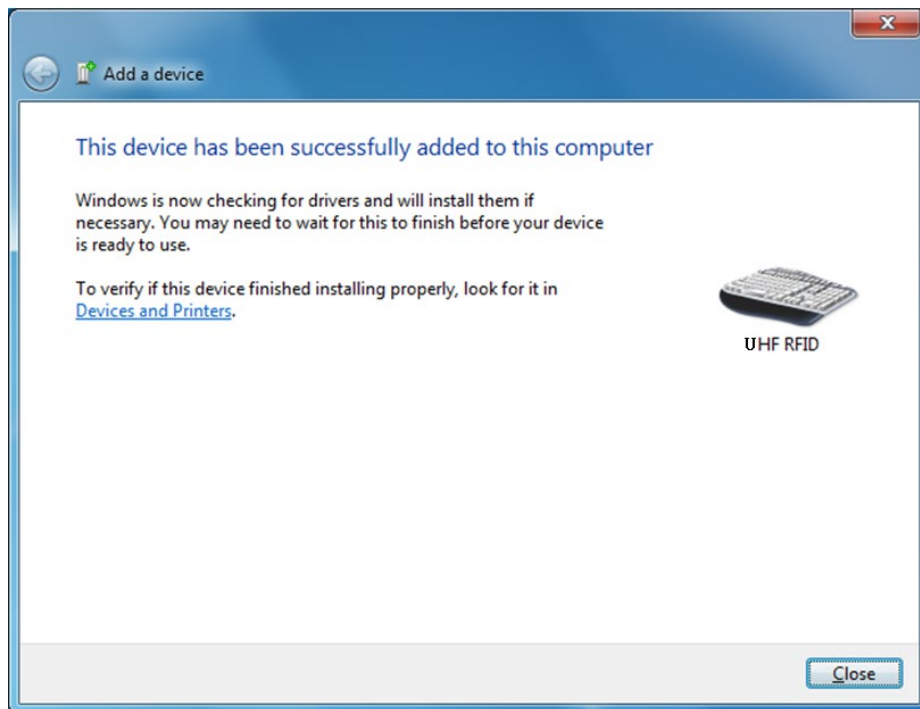 X
Add a device
This device has been successfully added to this computer
Windows is now checking for drivers and will install them if
necessary. You may need to wait for this to finish before your device
is ready to use.
To verify if this device finished installing properly, look for it in
Devices and Printers.
UHF RFID
Close